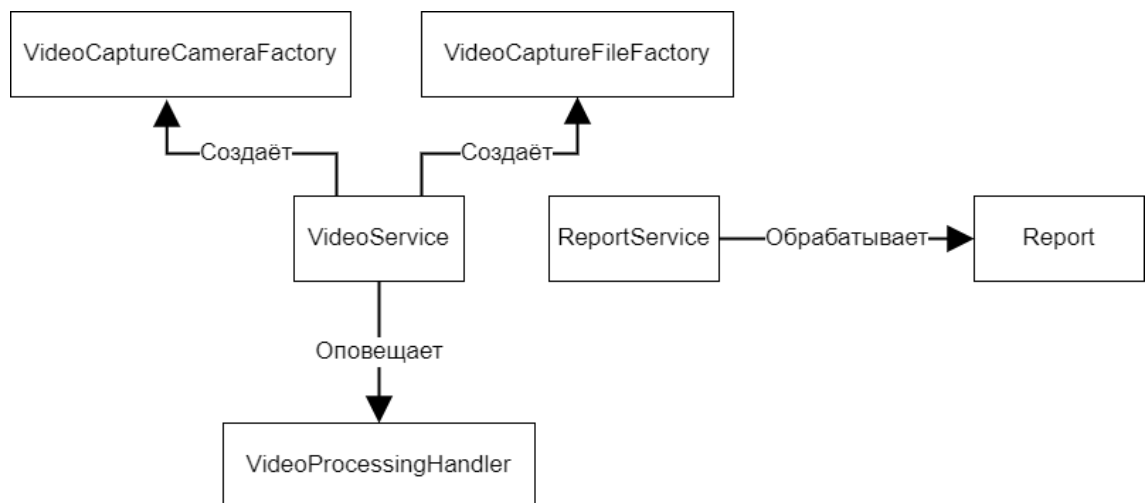 VideoCaptureCameraFactory
VideoCaptureFileFactory
Создаёт
Создаёт
VideoService
ReportService
Обрабатывает
Report
Оповещает
VideoProcessingHandler